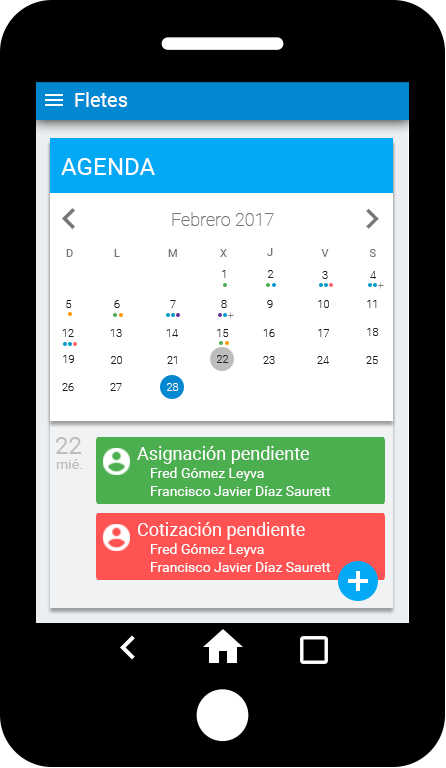 Fletes
AGENDA
Febrero 2017
D L M X J V S
1 2 3 4+
5 6 7 8+ 9 10 11
12 13 14 15 16 17 18
19 20 21 22 23 24 25
26 27 28
22
mié.
Asignación pendiente
Fred Gómez Leyva
Francisco Javier Díaz Saurett
Cotización pendiente
Fred Gómez Leyva
Francisco Javier Díaz Saurett